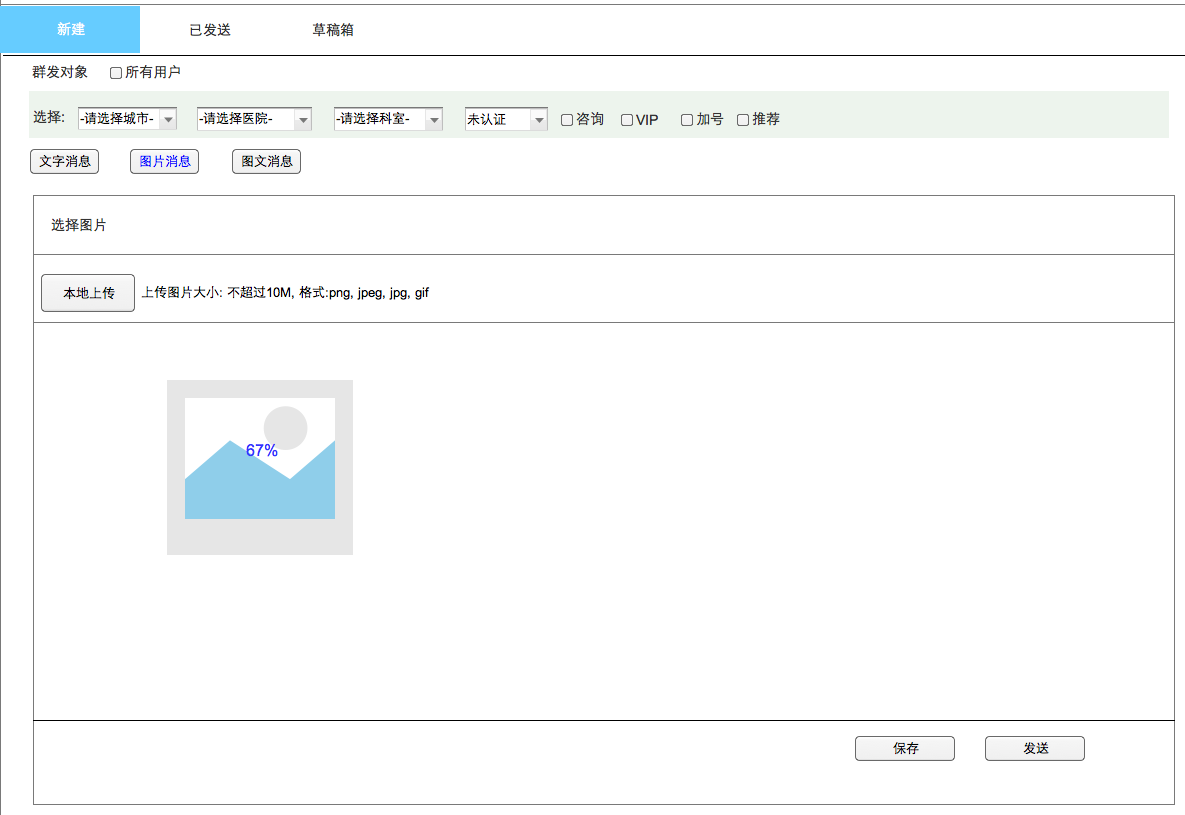 新建 已发送 草稿箱
群发对象 所有用户
选择: -请选择城市- -请选择医院- -请选择科室- 未认证 咨询 VIP 加号 推荐
文字消息 图片消息 图文消息
选择图片
本地上传 上传图片大小: 不超过10M, 格式:png, jpeg, jpg, gif
67%
保存 发送